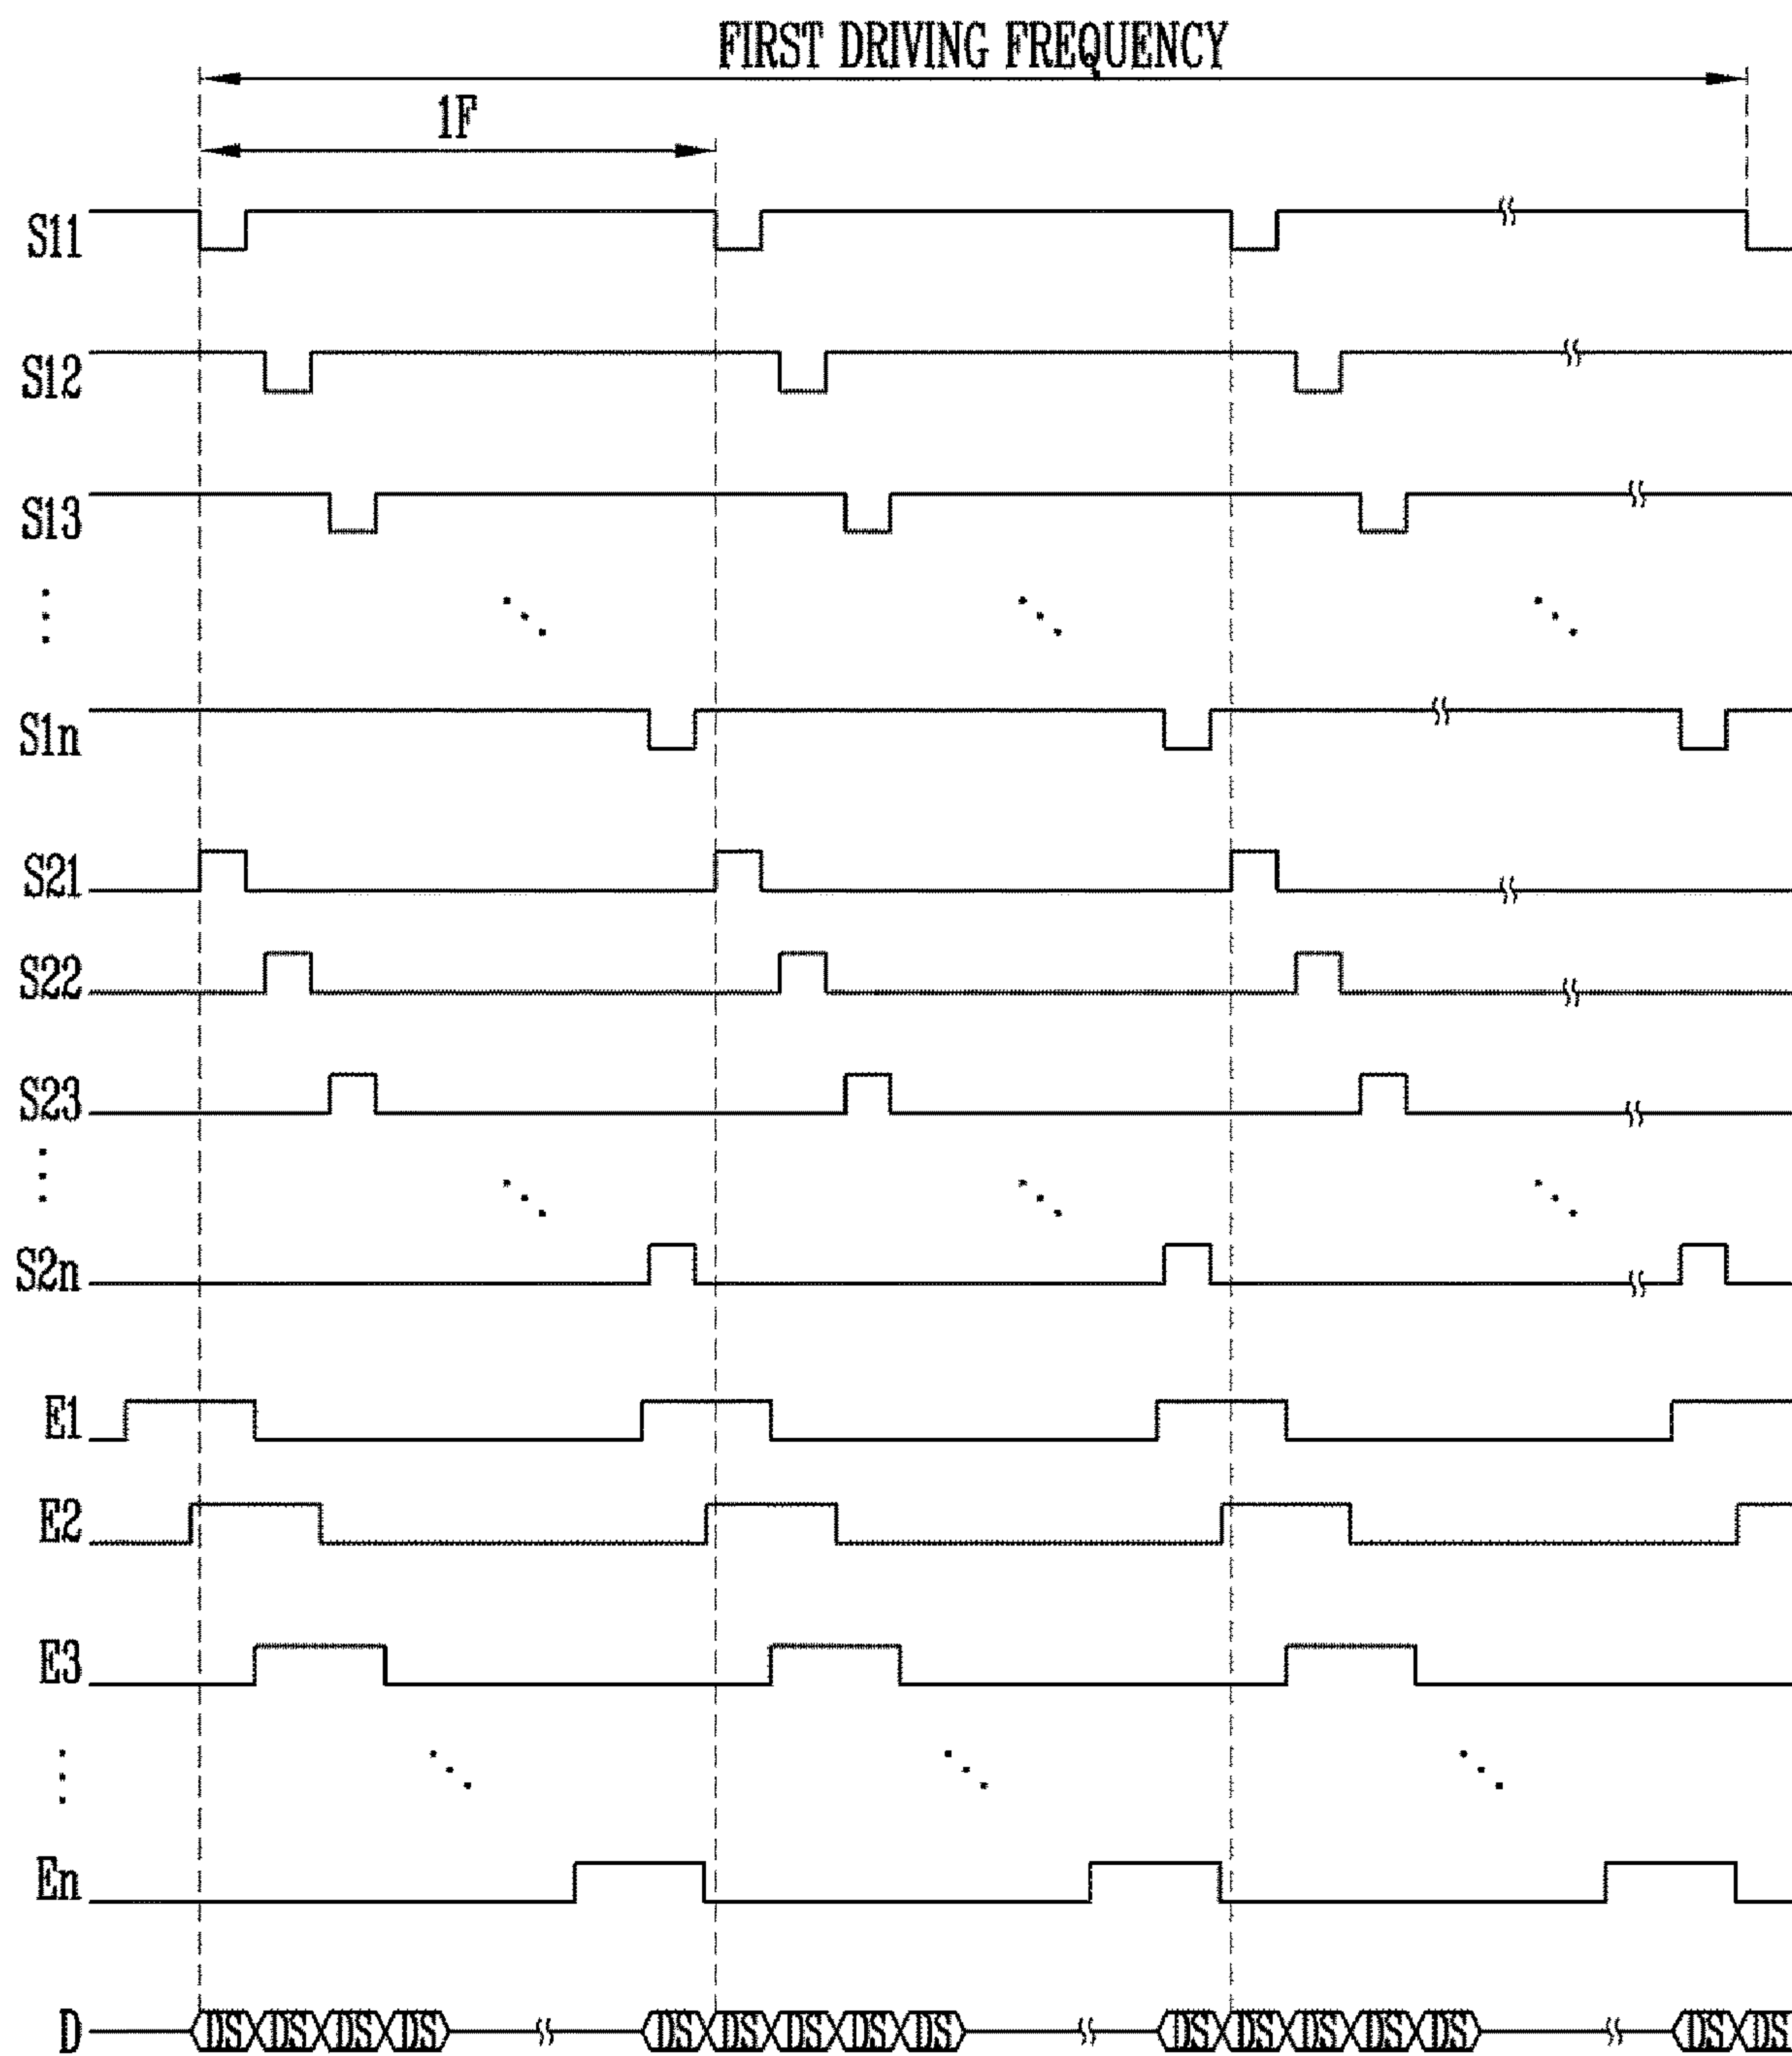 FIRST DRIVING FREQUENCY
1F
S11
S12
S13
S1n
S21
S22
S23
S2n
E1
E2
E3
En
D DS DS DS DS DS DS DS DS DS DS DS DS DS DS DS DS